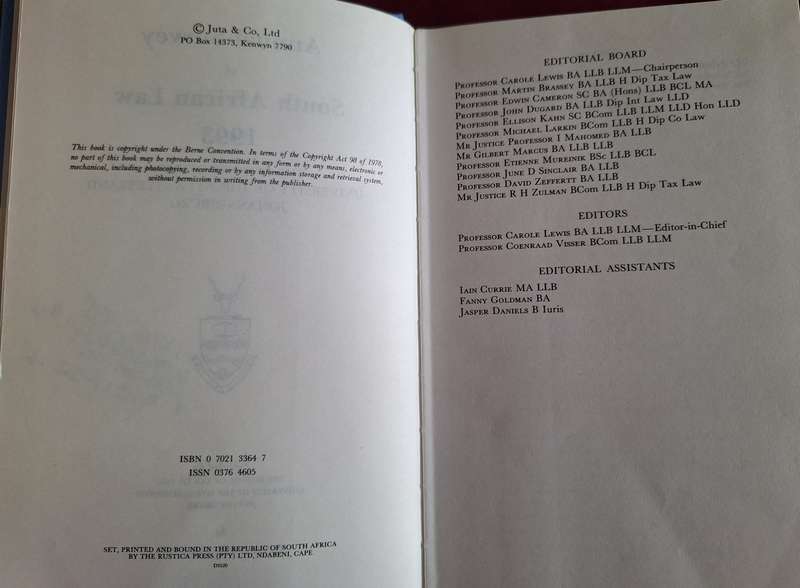 © Juta & Co, Ltd
PO Box 14373, Kenwyn 7790
This book is copyright under the Berne Convention. In terms of the Copyright Act 98 of 1978,
no part of this book may be reproduced or transmitted in any form or by any means, electronic or
mechanical, including photocopying, recording or by any information storage and retrieval system,
without permission in writing from the publisher.
ISBN 0 7021 3364 7
ISSN 0376 4605
SET, PRINTED AND BOUND IN THE REPUBLIC OF SOUTH AFRICA
BY THE RUSTICA PRESS (PTY) LTD, NDABENI, CAPE
EDITORIAL BOARD
Professor Carole Lewis BA LLB LLM—Chairperson
Professor Martin Brassey BA LLB H Dip Tax Law
Professor Edwin Cameron SC BA (Hons) LLB BCL MA
Professor John Dugard BA LLB Dip Int Law LLD
Professor Ellison Kahn SC BCom LLB LLM LLD Hon LLD
Professor Michael Larkin BCom LLB H Dip Co Law
Mr Justice Professor I Mahomed BA LLB
Mr Gilbert Marcus BA LLB LLB
Professor Etienne Mureinik BSc LLB BCL
Professor June D Sinclair BA LLB
Professor David Zeffertt BA LLB
Mr Justice R H Zulman BCom LLB H Dip Tax Law
EDITORS
Professor Carole Lewis BA LLB LLM—Editor-in-Chief
Professor Coenraad Visser BCom LLB LLM
EDITORIAL ASSISTANTS
Iain Currie MA LLB
Fanny Goldman BA
Jasper Daniels B Iuris